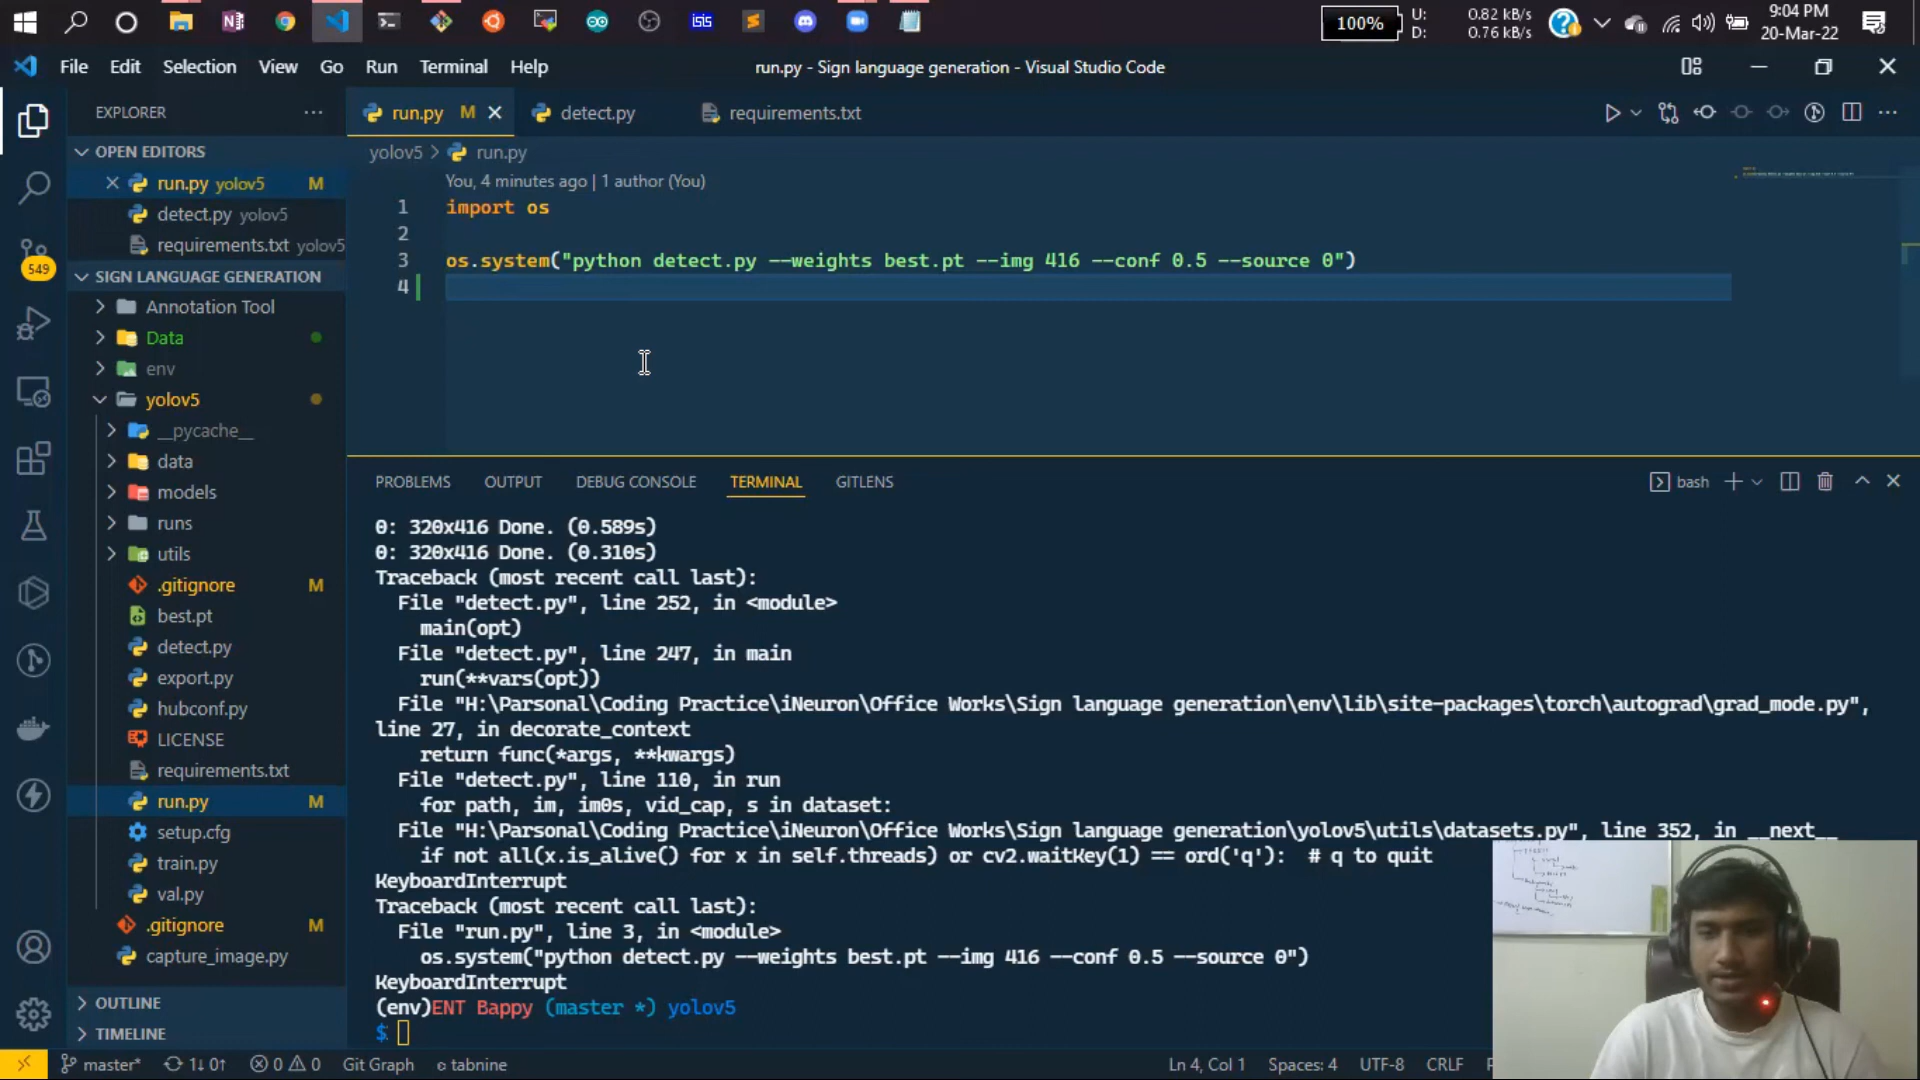 100%
U: 0.82 kB/s
D: 0.76 kB/s
9:04 PM
20-Mar-22
File Edit Selection View Go Run Terminal Help
run.py - Sign language generation - Visual Studio Code
EXPLORER
run.py M
detect.py
requirements.txt
OPEN EDITORS
run.py yolov5 M
detect.py yolov5
requirements.txt yolov5
SIGN LANGUAGE GENERATION
Annotation Tool
Data
env
yolov5
__pycache__
data
models
runs
utils
.gitignore M
best.pt
detect.py
export.py
hubconf.py
LICENSE
requirements.txt
run.py M
setup.cfg
train.py
val.py
.gitignore M
capture_image.py
OUTLINE
TIMELINE
549
yolov5 > run.py
You, 4 minutes ago | 1 author (You)
1 import os
2
3 os.system("python detect.py --weights best.pt --img 416 --conf 0.5 --source 0")
4
PROBLEMS OUTPUT DEBUG CONSOLE TERMINAL GITLENS
bash
0: 320x416 Done. (0.589s)
0: 320x416 Done. (0.310s)
Traceback (most recent call last):
File "detect.py", line 252, in <module>
main(opt)
File "detect.py", line 247, in main
run(**vars(opt))
File "H:\Parsonal\Coding Practice\iNeuron\Office Works\Sign language generation\env\lib\site-packages\torch\autograd\grad_mode.py",
line 27, in decorate_context
return func(*args, **kwargs)
File "detect.py", line 110, in run
for path, im, im0s, vid_cap, s in dataset:
File "H:\Parsonal\Coding Practice\iNeuron\Office Works\Sign language generation\yolov5\utils\datasets.py", line 352, in __next__
if not all(x.is_alive() for x in self.threads) or cv2.waitKey(1) == ord('q'): # q to quit
KeyboardInterrupt
Traceback (most recent call last):
File "run.py", line 3, in <module>
os.system("python detect.py --weights best.pt --img 416 --conf 0.5 --source 0")
KeyboardInterrupt
(env)ENT Bappy (master *) yolov5
$
master* 1↓ 0↑ 0 0 Git Graph tabnine
Ln 4, Col 1 Spaces: 4 UTF-8 CRLF